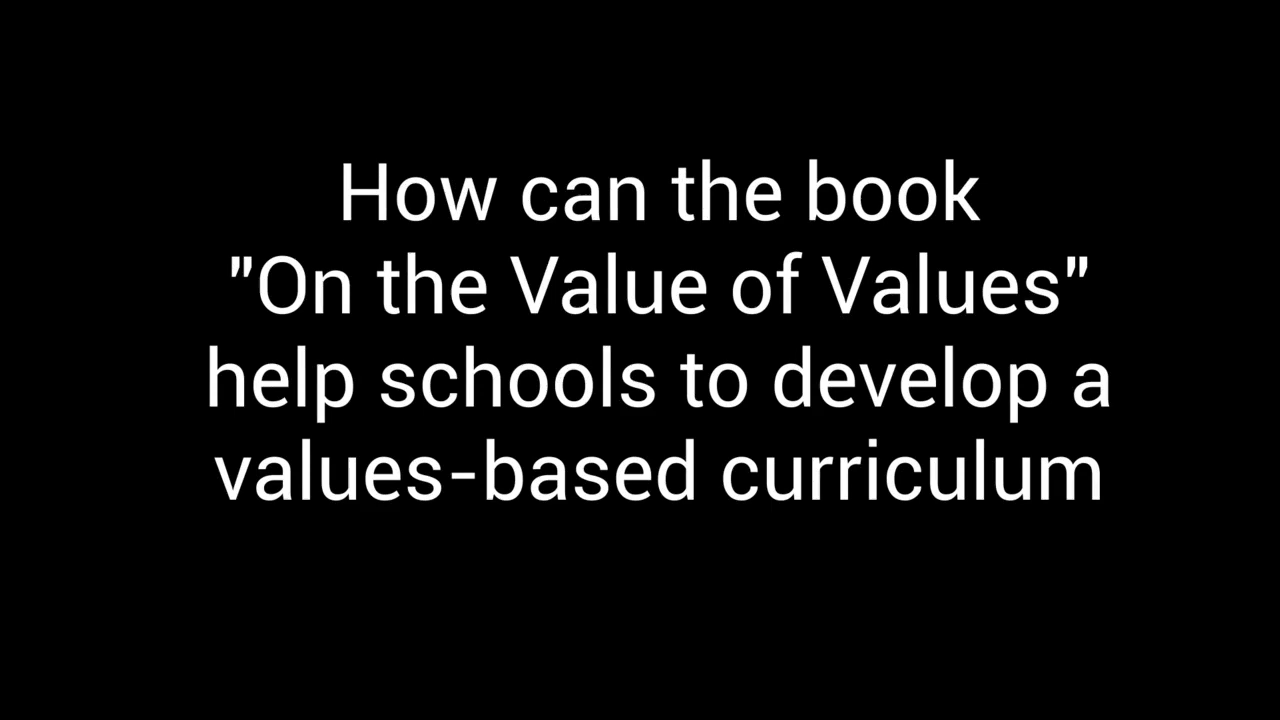 How can the book
"On the Value of Values"
help schools to develop a
values-based curriculum